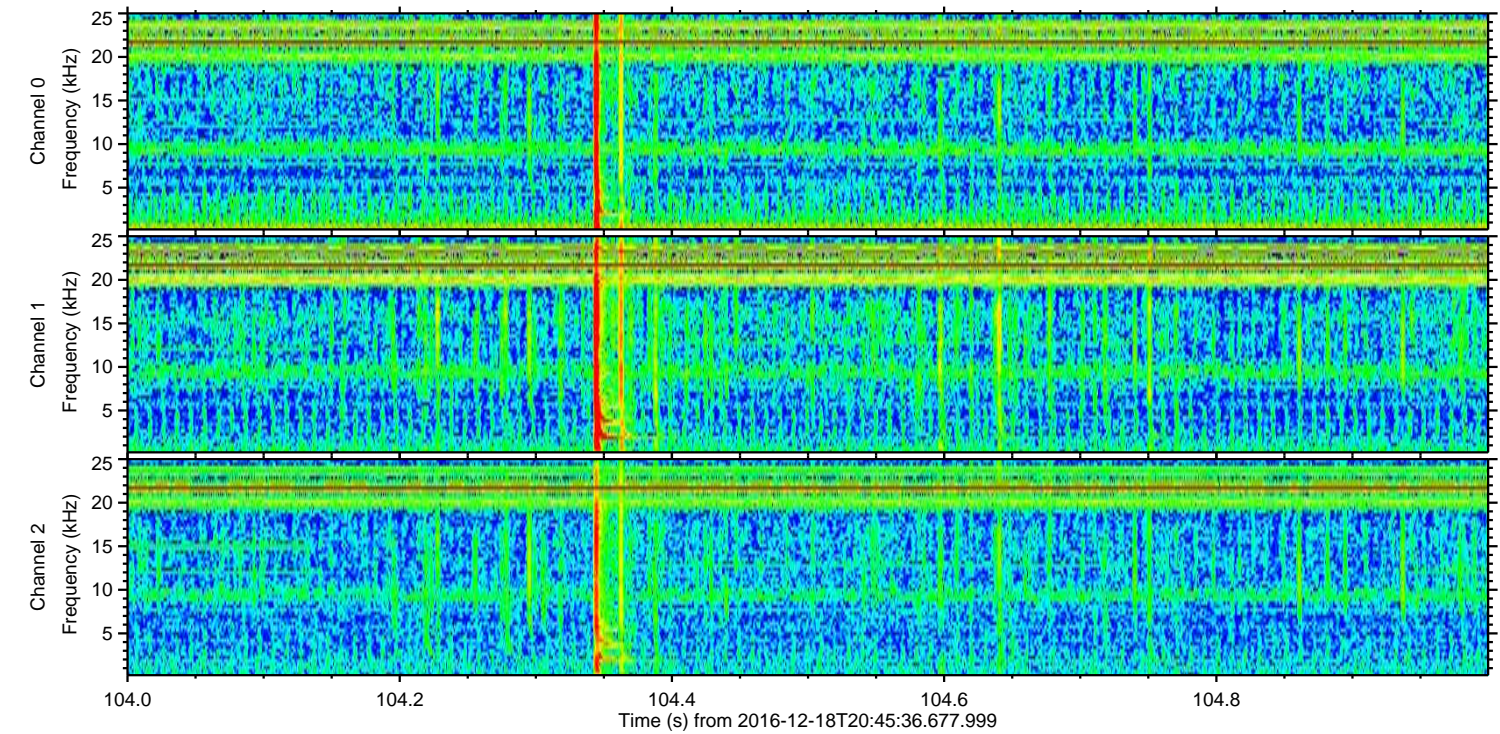 25
20
15
10
5
Channel 0
Frequency (kHz)
25
20
15
10
5
Channel 1
Frequency (kHz)
25
20
15
10
5
Channel 2
Frequency (kHz)
104.0 104.2 104.4 104.6 104.8
Time (s) from 2016-12-18T20:45:36.677.999